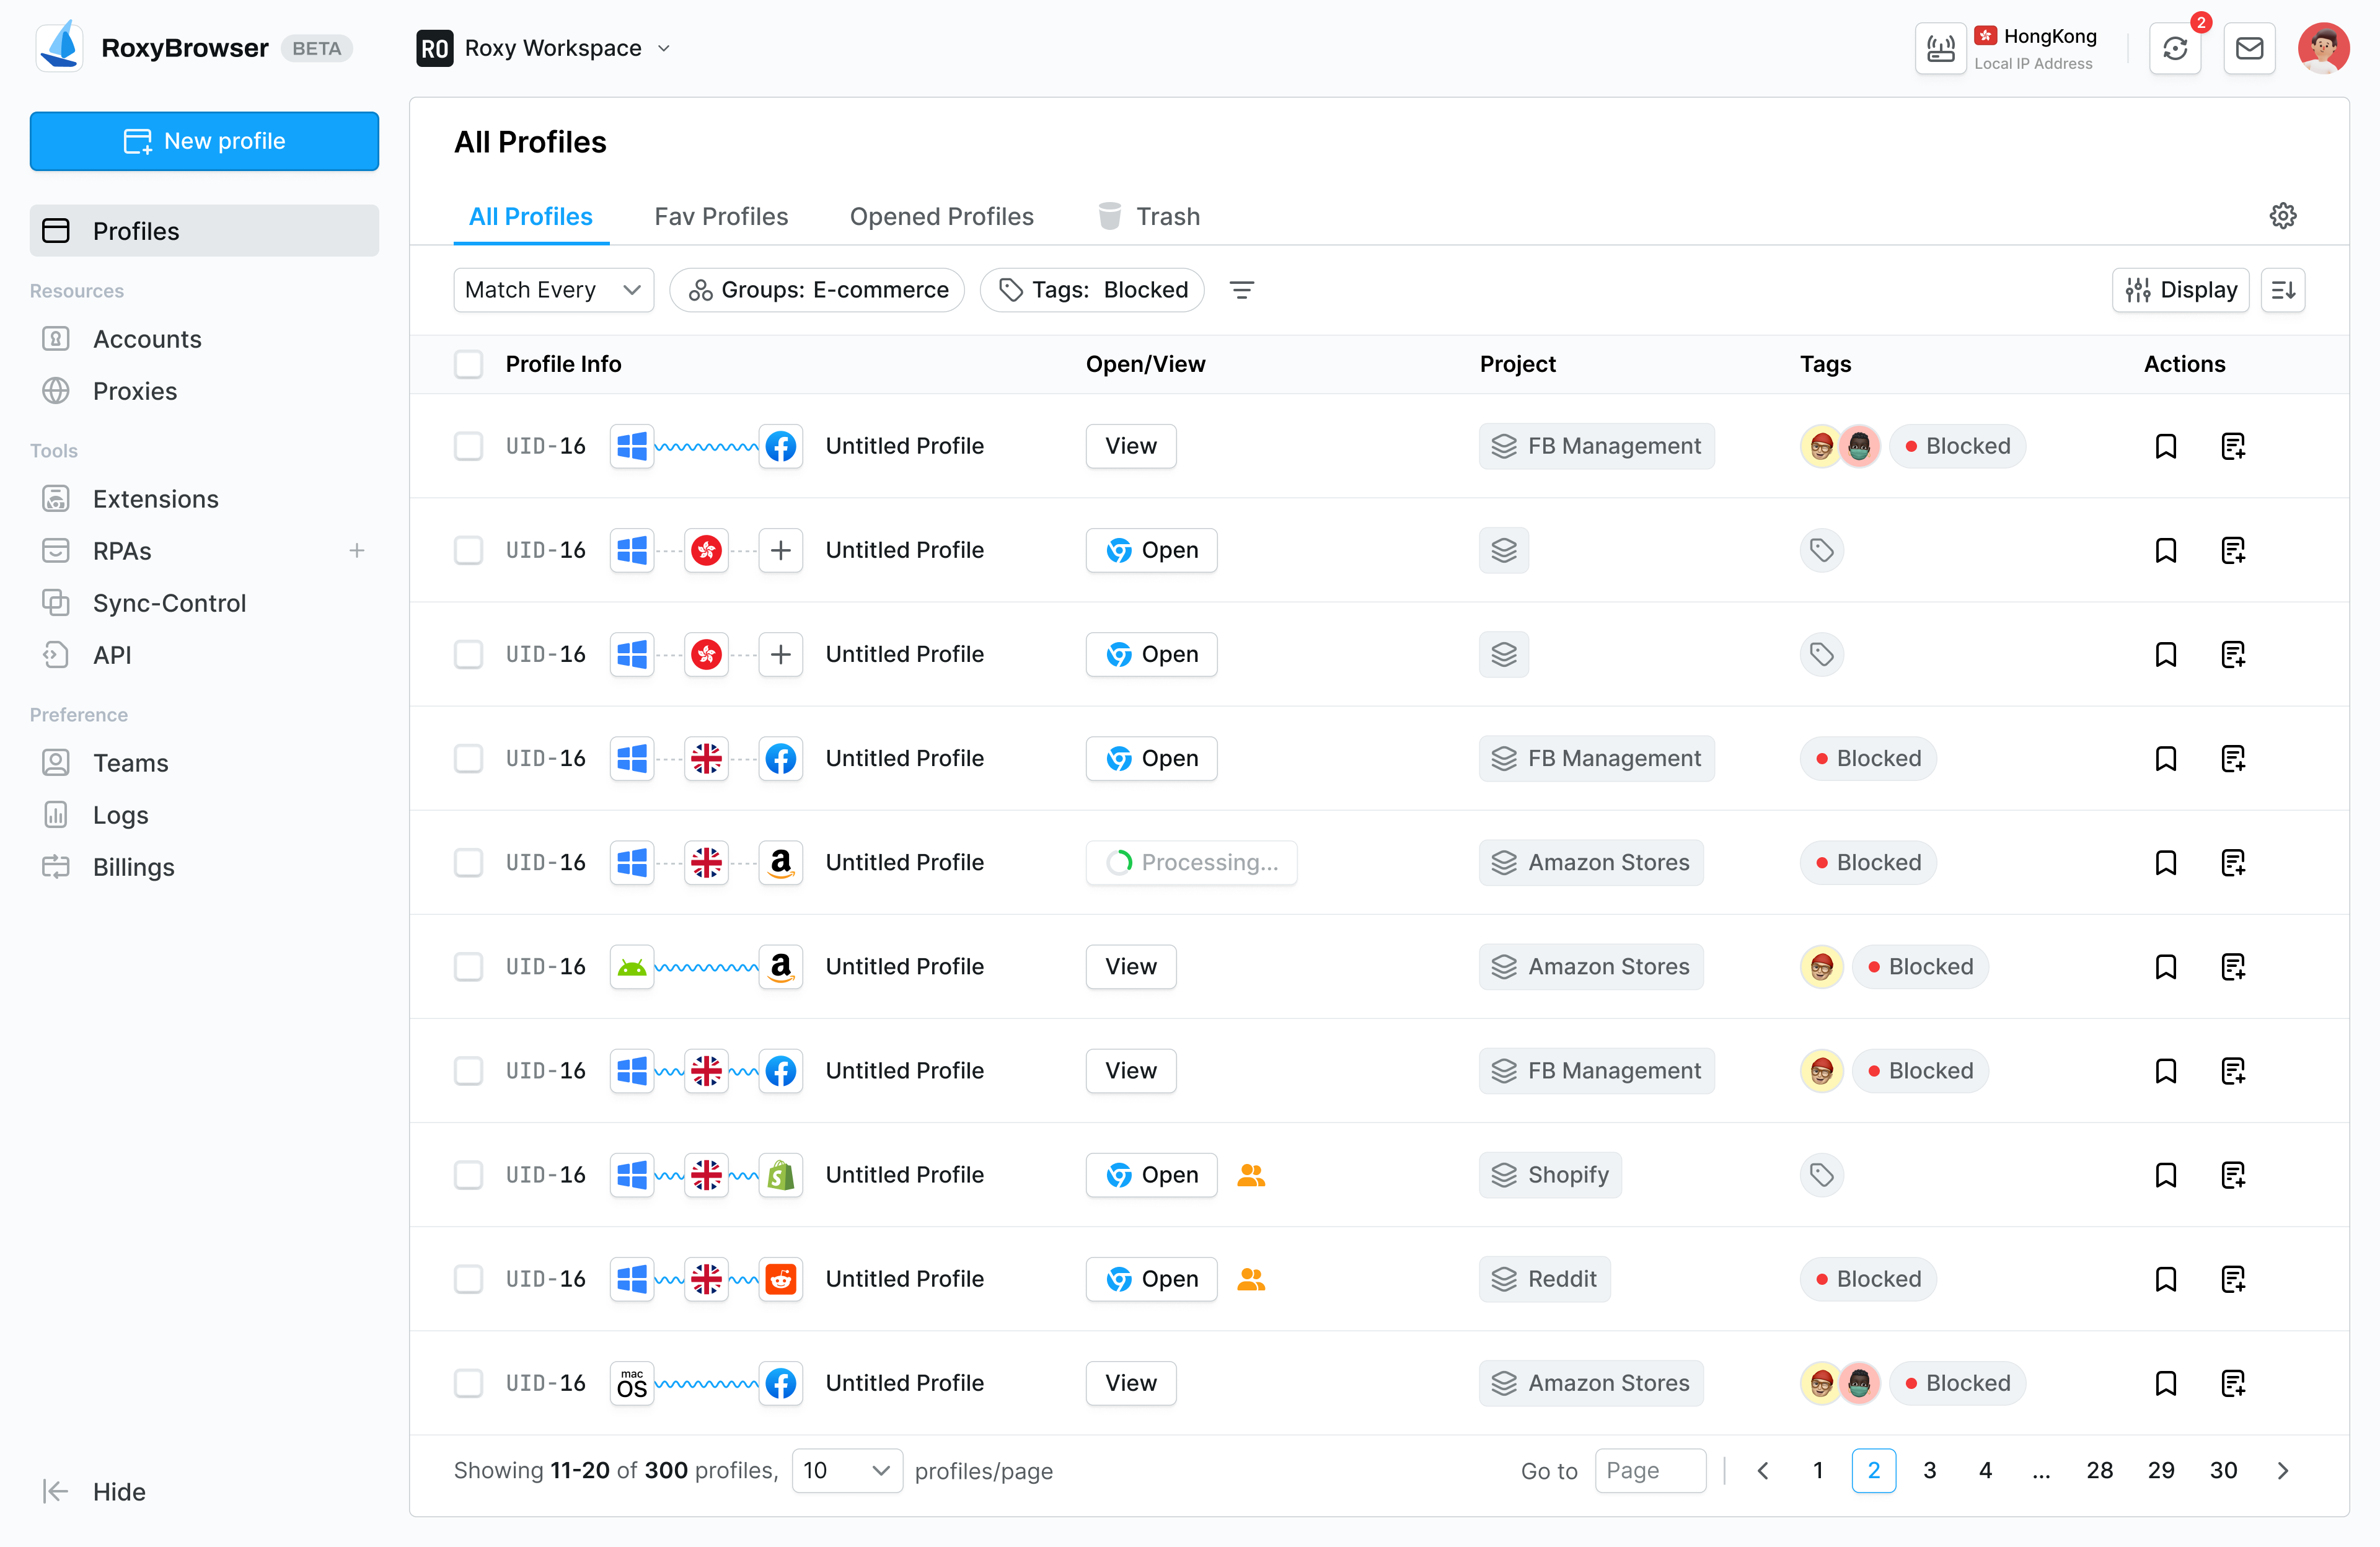 RoxyBrowser BETA
RO Roxy Workspace
HongKong
Local IP Address
2
New profile
Profiles
Resources
Accounts
Proxies
Tools
Extensions
RPAs
Sync-Control
API
Preference
Teams
Logs
Billings
Hide
All Profiles
All Profiles Fav Profiles Opened Profiles Trash
Match Every Groups: E-commerce Tags: Blocked Display
Profile Info Open/View Project Tags Actions
UID-16 Untitled Profile View FB Management Blocked
UID-16 Untitled Profile Open
UID-16 Untitled Profile Open
UID-16 Untitled Profile Open FB Management Blocked
UID-16 a Untitled Profile Processing... Amazon Stores Blocked
UID-16 a Untitled Profile View Amazon Stores Blocked
UID-16 Untitled Profile View FB Management Blocked
UID-16 Untitled Profile Open Shopify
UID-16 Untitled Profile Open Reddit Blocked
UID-16 mac OS Untitled Profile View Amazon Stores Blocked
Showing 11-20 of 300 profiles, 10 profiles/page Go to Page 1 2 3 4 ... 28 29 30